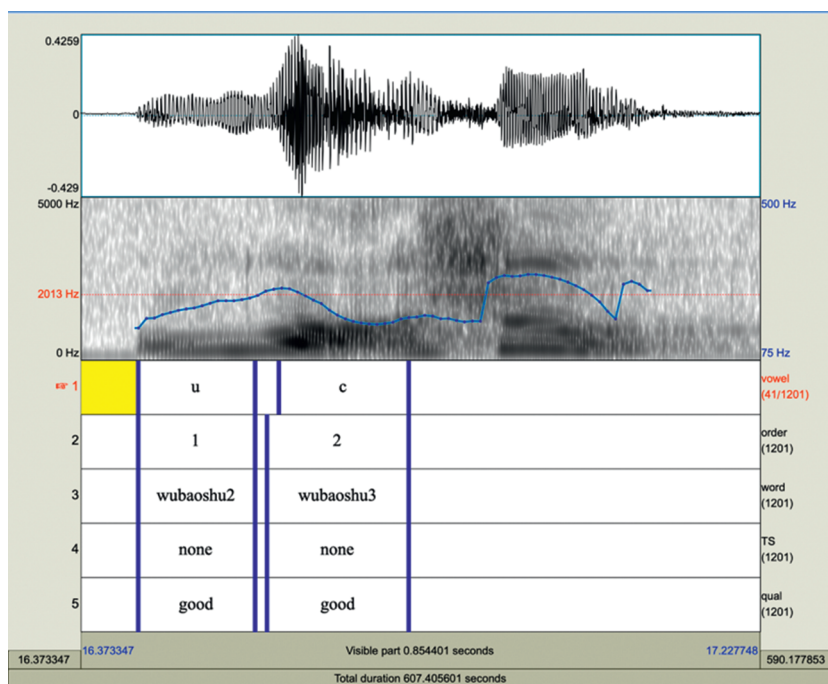 0.4259
0
-0.429
5000 Hz 500 Hz
2013 Hz
0 Hz 75 Hz
1 u c vowel
(41/1201)
2 1 2 order
(1201)
3 wubaoshu2 wubaoshu3 word
(1201)
4 none none TS
(1201)
5 good good qual
(1201)
16.373347 16.373347 Visible part 0.854401 seconds 17.227748 590.177853
Total duration 607.405601 seconds